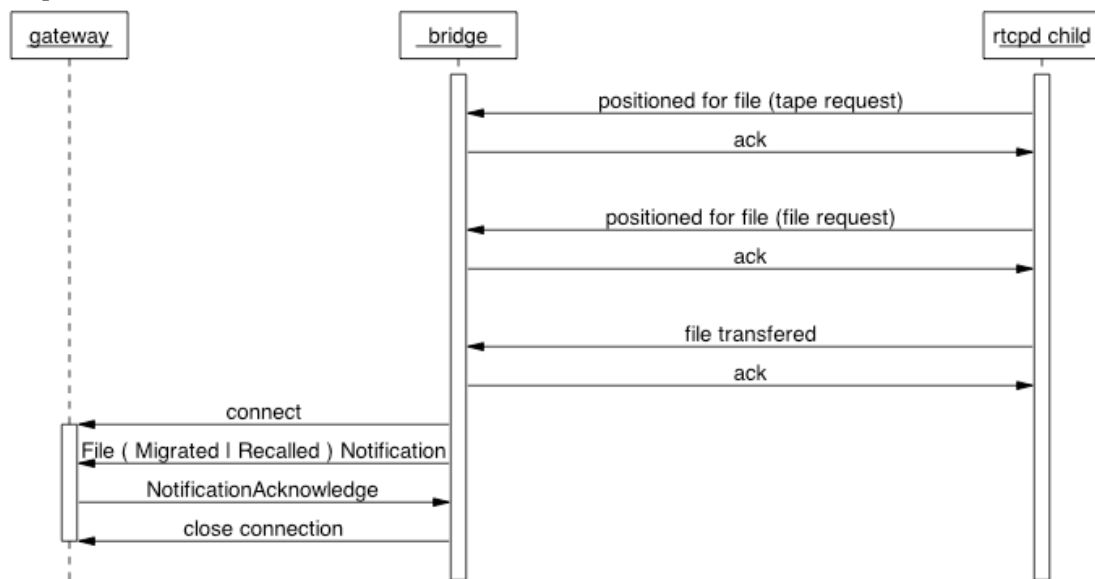 gateway
bridge
rtcpd child
positioned for file (tape request)
ack
positioned for file (file request)
ack
file transfered
ack
connect
File ( Migrated | Recalled ) Notification
NotificationAcknowledge
close connection